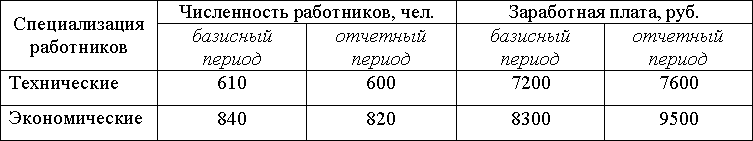 Специализация работников Численность работников, чел. Заработная плата, руб.
базисный период отчетный период базисный период отчетный период
Технические 610 600 7200 7600
Экономические 840 820 8300 9500